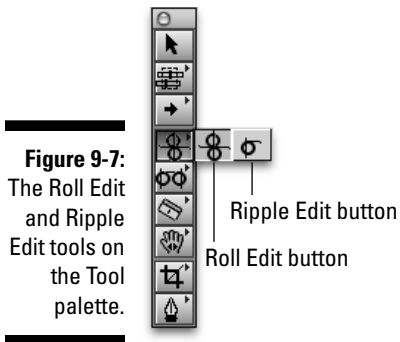 Figure 9-7:
The Roll Edit
and Ripple
Edit tools on
the Tool
palette.
Ripple Edit button
Roll Edit button